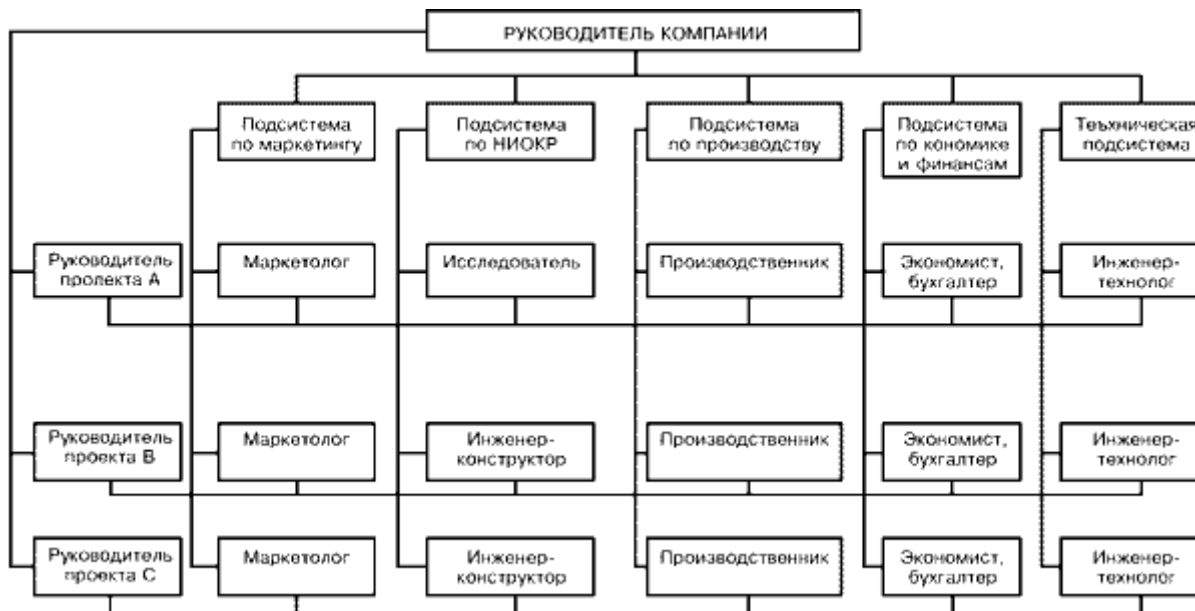 РУКОВОДИТЕЛЬ КОМПАНИИ
Подсистема
по маркетингу
Подсистема
по НИОКР
Подсистема
по производству
Подсистема
по кономике
и финансам
Теъхническая
подсистема
Руководитель
пролекта А
Маркетолог
Исследователь
Производственник
Экономист,
бухгалтер
Инженер-
технолог
Руководитель
проекта В
Маркетолог
Инженер-
конструктор
Производственник
Экономист,
бухгалтер
Инженер-
технолог
Руководитель
проекта С
Маркетолог
Инженер-
конструктор
Производственник
Экономист,
бухгалтер
Инженер-
технолог